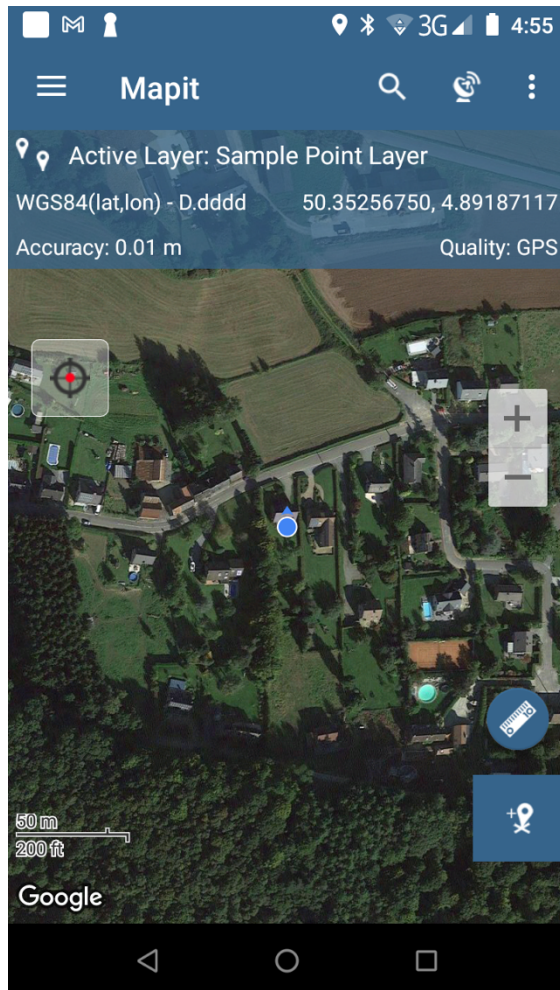 3G 4:55
Mapit
Active Layer: Sample Point Layer
WGS84(lat,lon) - D.dddd 50.35256750, 4.89187117
Accuracy: 0.01 m Quality: GPS
50 m
200 ft
Google